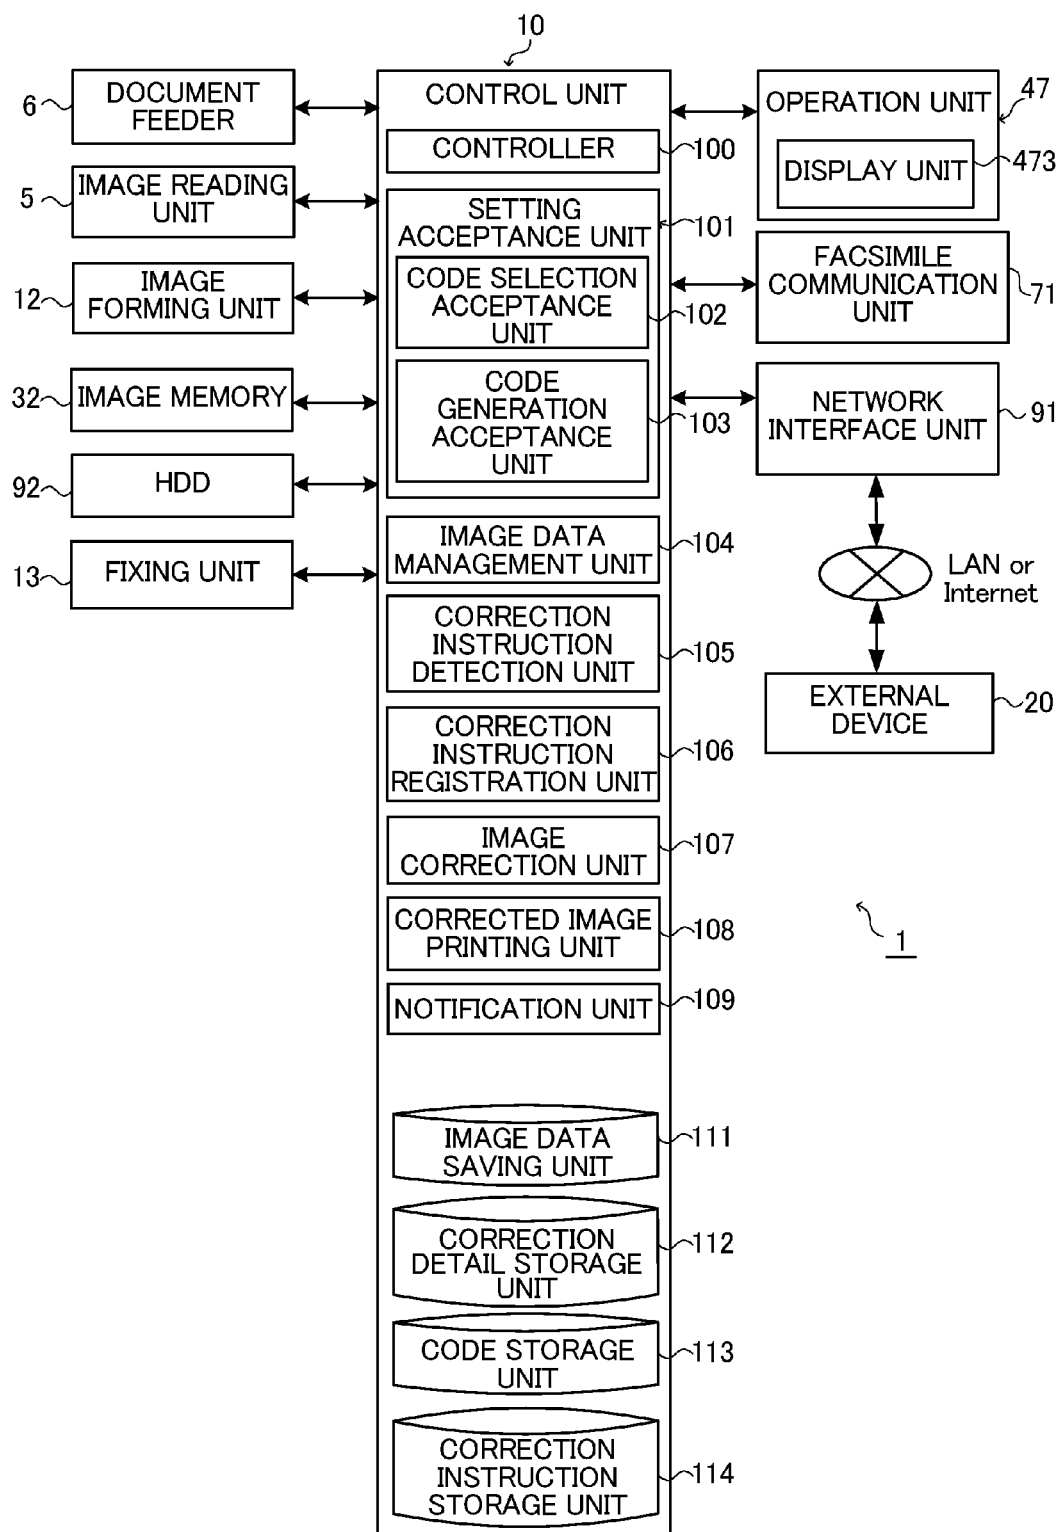 10
6
DOCUMENT
FEEDER
5
IMAGE READING
UNIT
12
IMAGE
FORMING UNIT
32
IMAGE MEMORY
92
HDD
13
FIXING UNIT
CONTROL UNIT
CONTROLLER
100
SETTING
ACCEPTANCE UNIT
101
CODE SELECTION
ACCEPTANCE
UNIT
102
CODE
GENERATION
ACCEPTANCE
UNIT
103
IMAGE DATA
MANAGEMENT UNIT
104
CORRECTION
INSTRUCTION
DETECTION UNIT
105
CORRECTION
INSTRUCTION
REGISTRATION UNIT
106
IMAGE
CORRECTION UNIT
107
CORRECTED IMAGE
PRINTING UNIT
108
NOTIFICATION UNIT
109
IMAGE DATA
SAVING UNIT
111
CORRECTION
DETAIL STORAGE
UNIT
112
CODE STORAGE
UNIT
113
CORRECTION
INSTRUCTION
STORAGE UNIT
114
OPERATION UNIT
47
DISPLAY UNIT
473
FACSIMILE
COMMUNICATION
UNIT
71
NETWORK
INTERFACE UNIT
91
LAN or
Internet
EXTERNAL
DEVICE
20
1